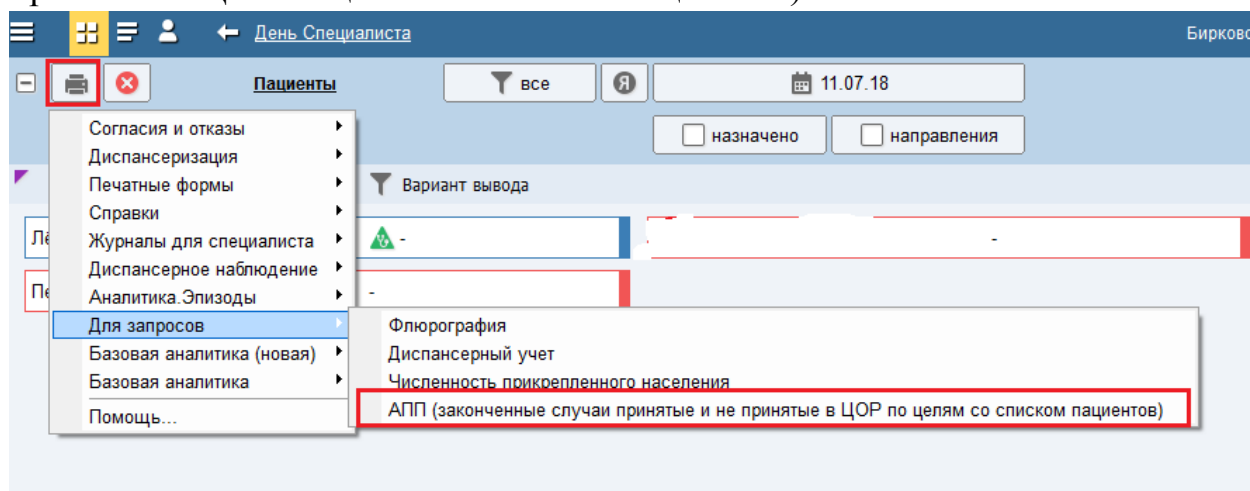 День Специалиста
Пациенты
все
Я
11.07.18
назначено
направления
Согласия и отказы
Диспансеризация
Печатные формы
Справки
Журналы для специалиста
Диспансерное наблюдение
Аналитика.Эпизоды
Для запросов
Базовая аналитика (новая)
Базовая аналитика
Помощь...
Вариант вывода
-
-
-
Флюрография
Диспансерный учет
Численность прикрепленного населения
АПП (законченные случаи принятые и не принятые в ЦОР по целям со списком пациентов)